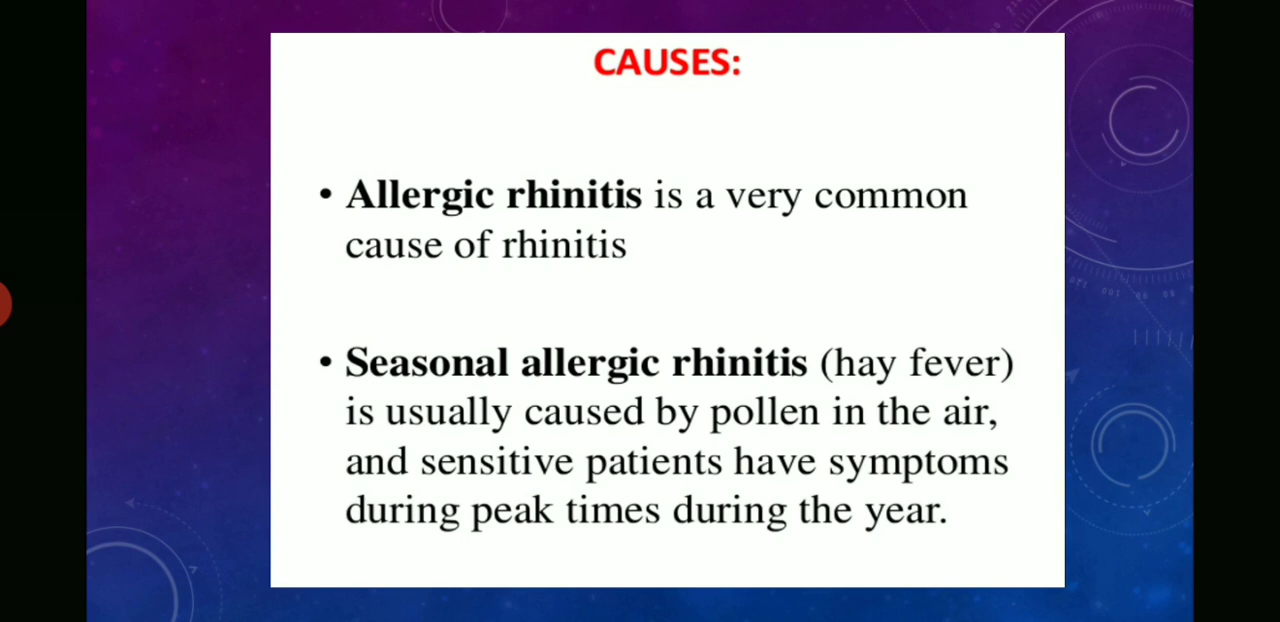 CAUSES:
• Allergic rhinitis is a very common
cause of rhinitis
• Seasonal allergic rhinitis (hay fever)
is usually caused by pollen in the air,
and sensitive patients have symptoms
during peak times during the year.